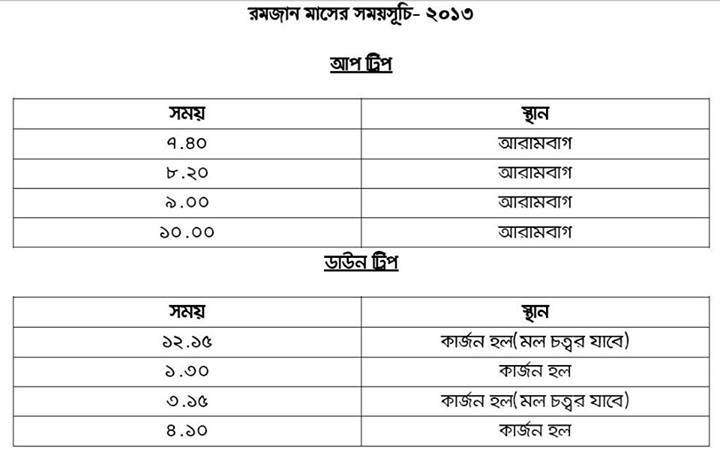 রমজান মাসের সময়সূচি- ২০১৩
আপ ট্রিপ
সময় স্থান
৭.৪০ আরামবাগ
৮.২০ আরামবাগ
৯.০০ আরামবাগ
১০.০০ আরামবাগ
ডাউন ট্রিপ
সময় স্থান
১২.১৫ কার্জন হল(মল চত্ত্বর যাবে)
১.৩০ কার্জন হল
৩.১৫ কার্জন হল(মল চত্ত্বর যাবে)
৪.১০ কার্জন হল